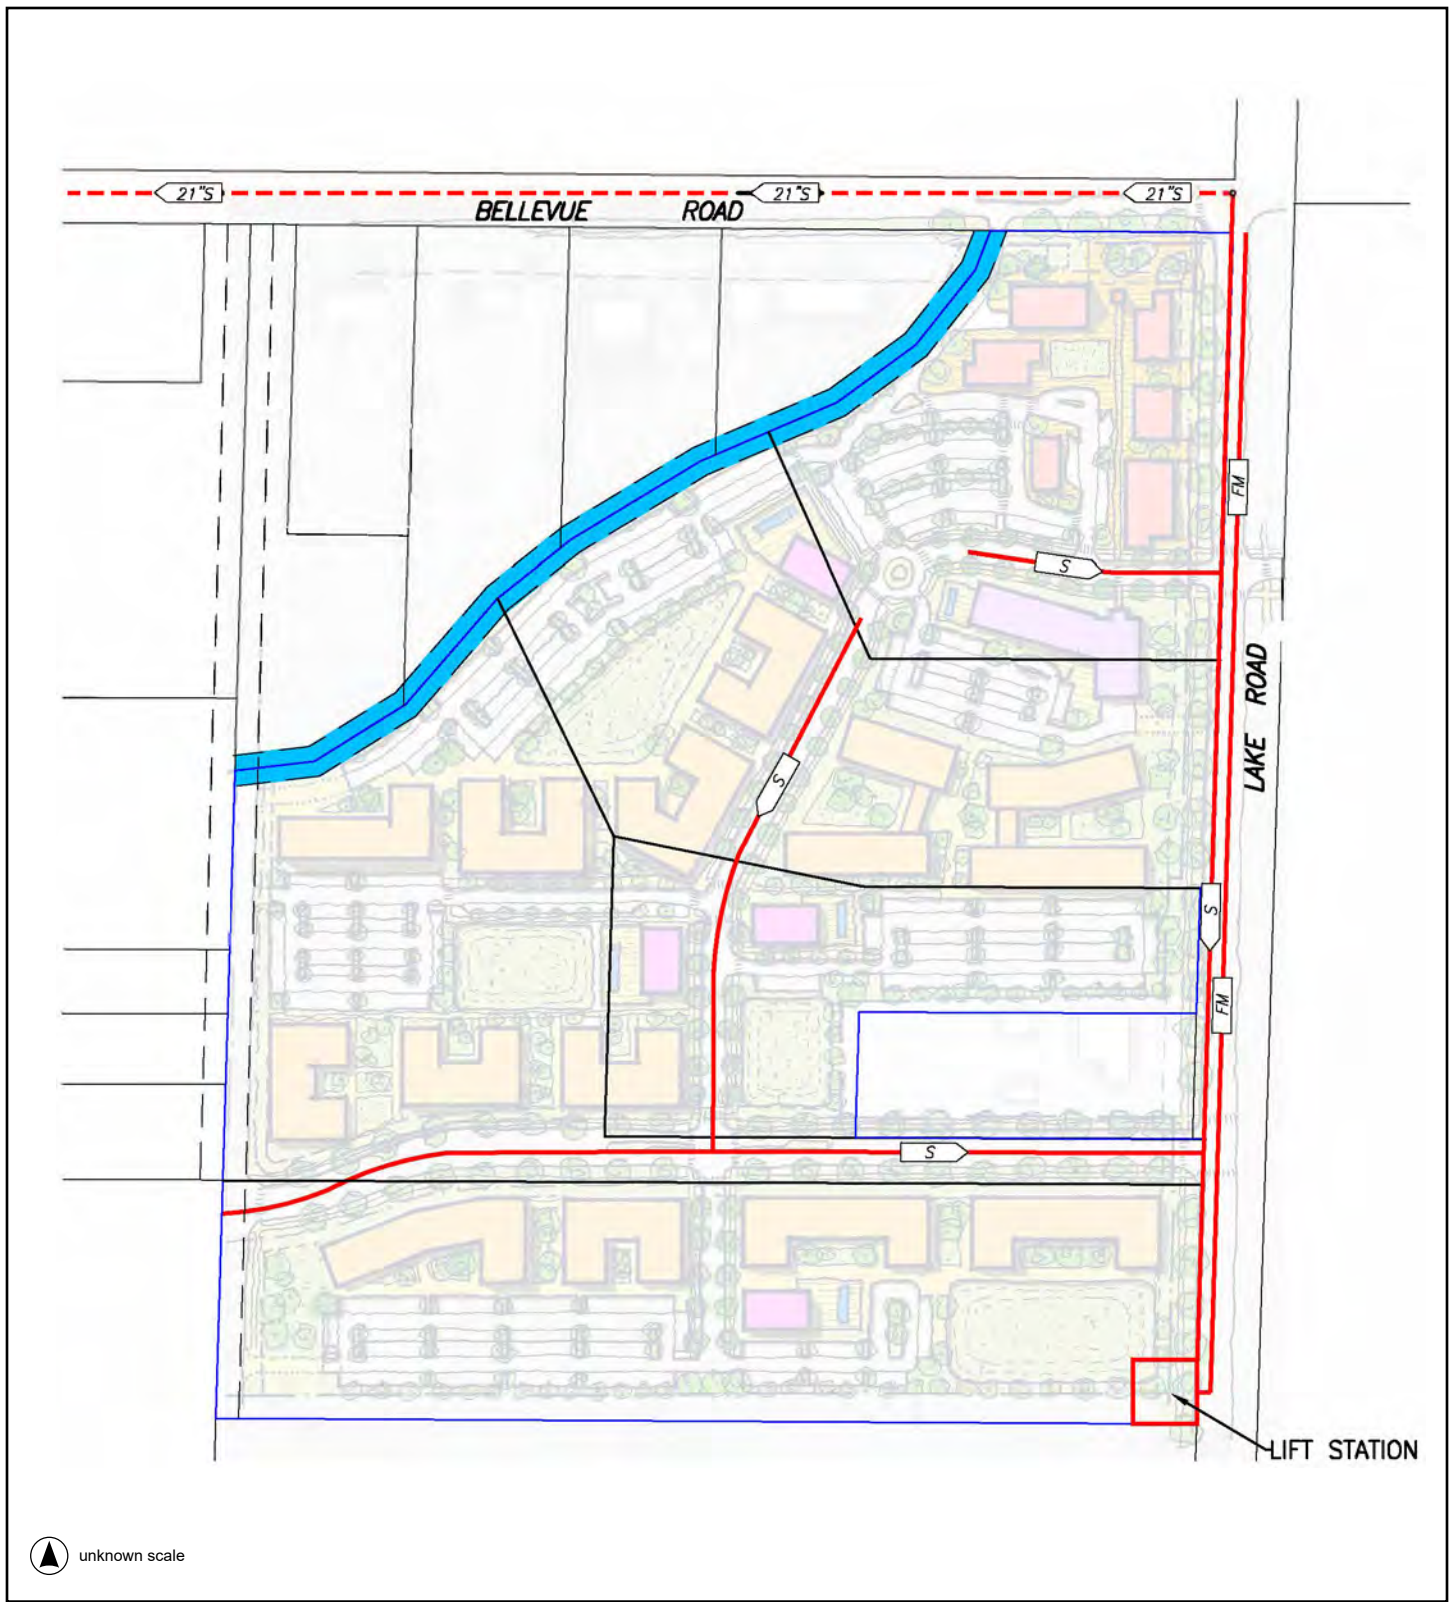 21"S
21"S
21"S
BELLEVUE ROAD
FM
S
LAKE ROAD
S
S
FM
S
LIFT STATION
unknown scale